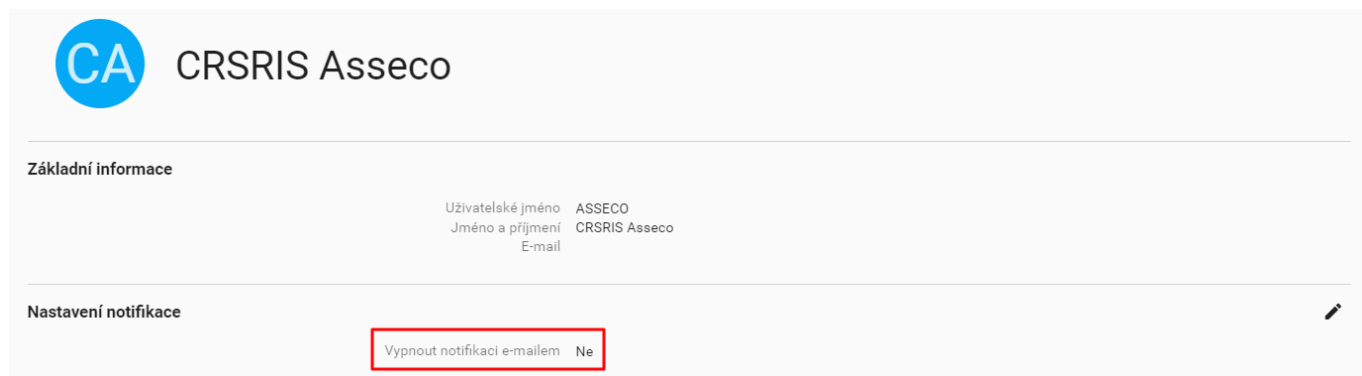 CA
CRSRIS Asseco
Základní informace
Uživatelské jméno ASSECO
Jméno a příjmení CRSRIS Asseco
E-mail
Nastavení notifikace
Vypnout notifikaci e-mailem Ne